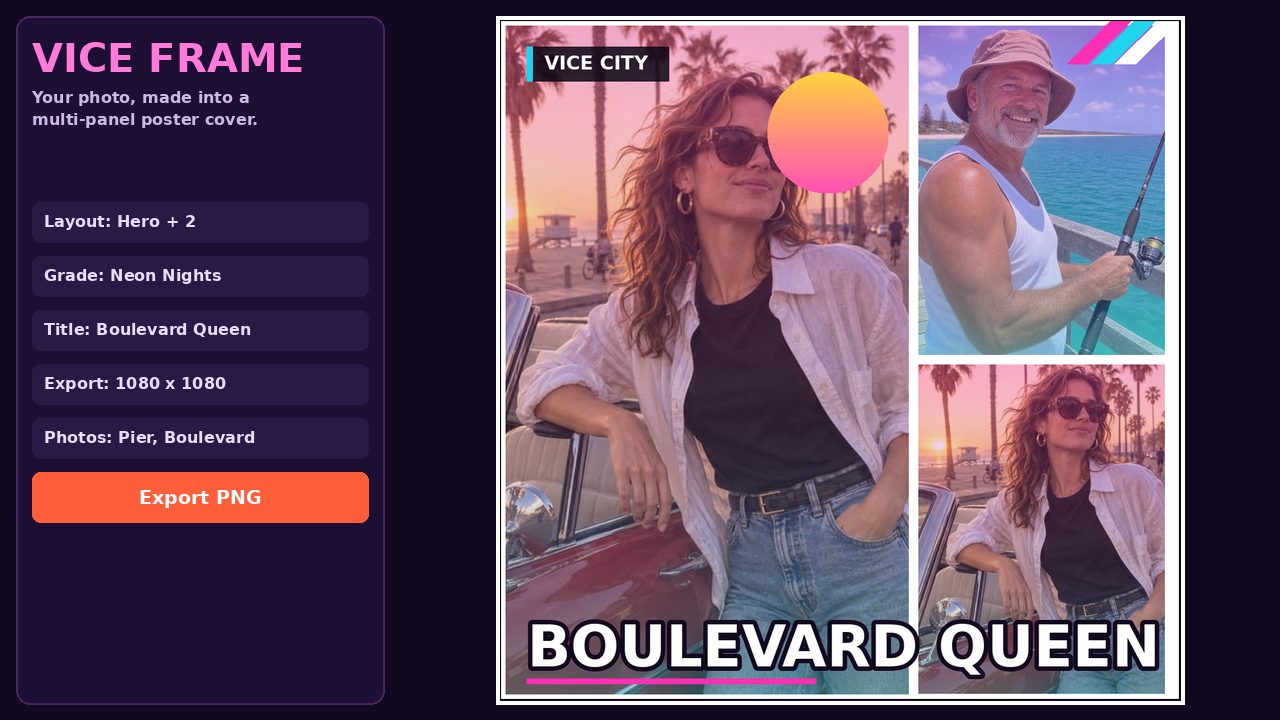 VICE FRAME
Your photo, made into a
multi-panel poster cover.
Layout: Hero + 2
Grade: Neon Nights
Title: Boulevard Queen
Export: 1080 x 1080
Photos: Pier, Boulevard
Export PNG
VICE CITY
BOULEVARD QUEEN